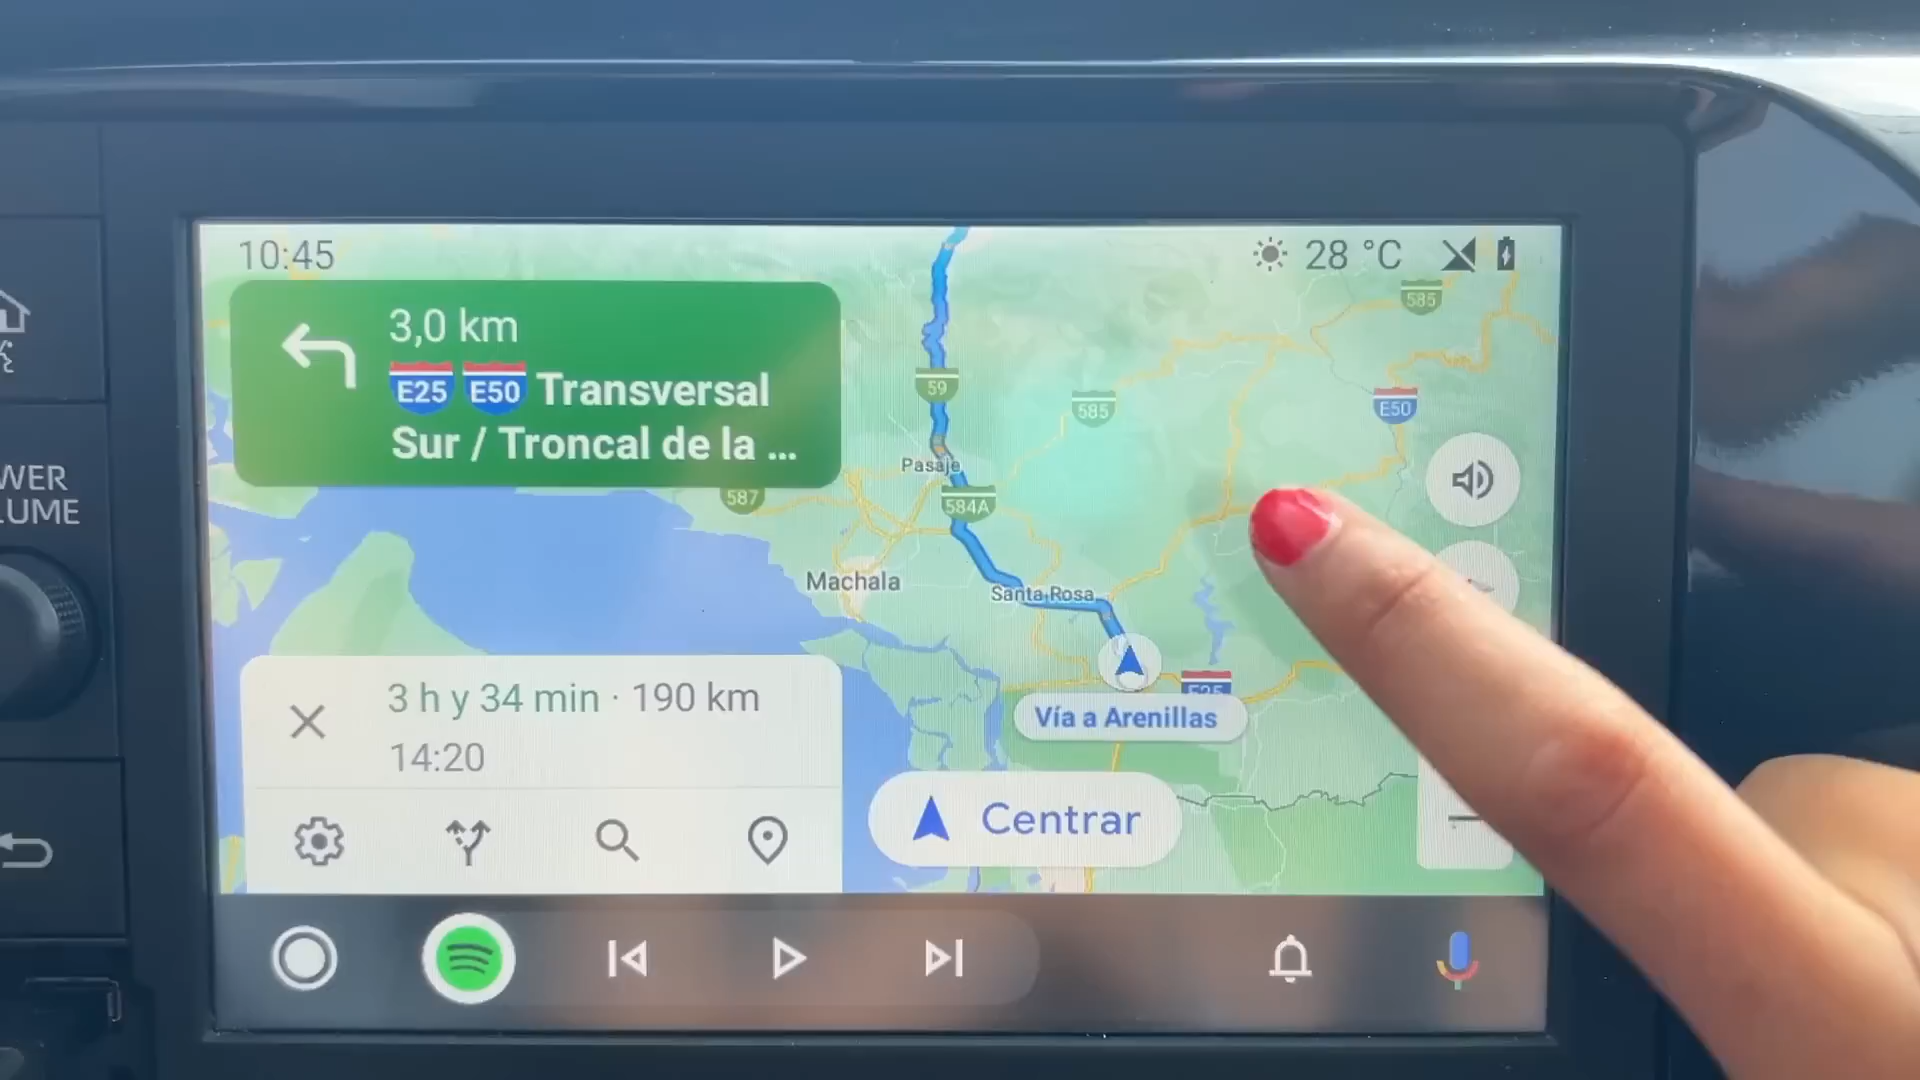 10:45
28 °C
3,0 km
E25 E50 Transversal
Sur / Troncal de la ...
585
59
585
E50
Pasaje
587
584A
Machala
Santa Rosa
E25
Vía a Arenillas
3 h y 34 min · 190 km
14:20
Centrar
WER
LUME